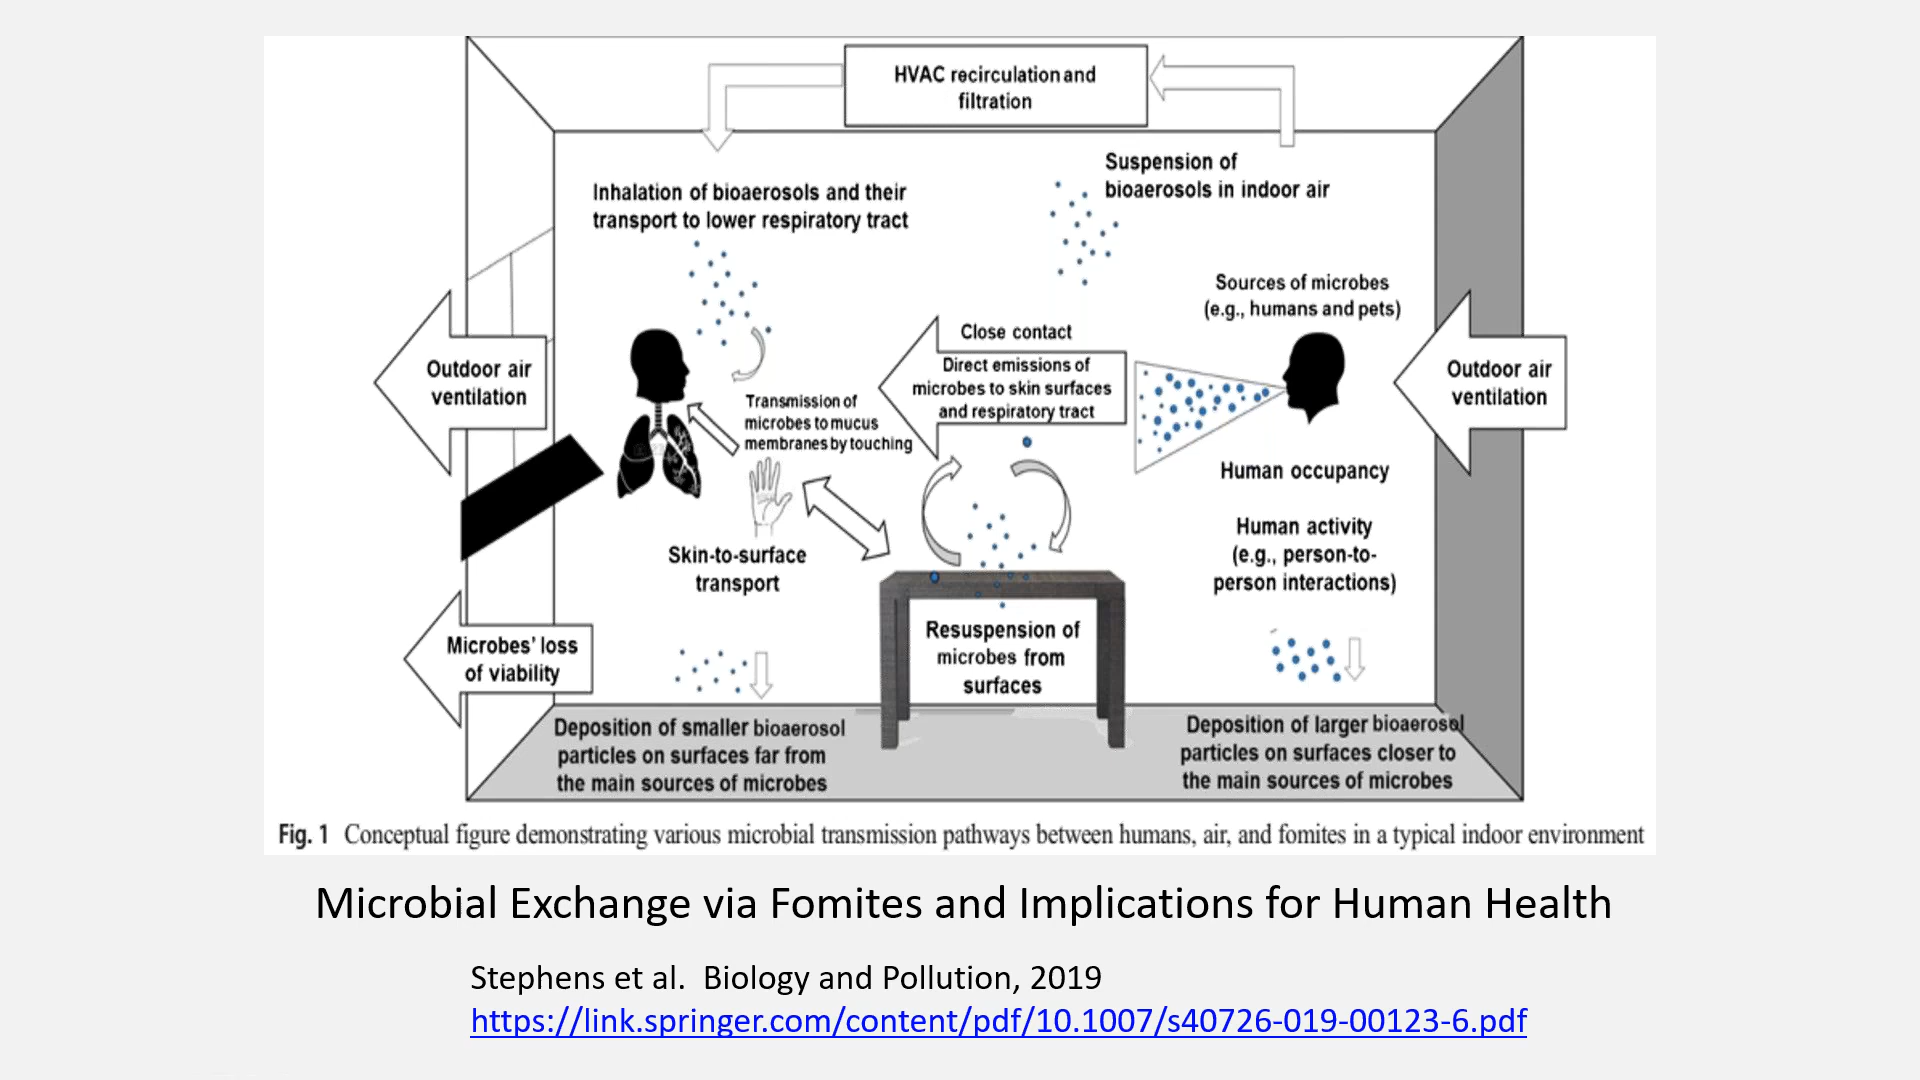 HVAC recirculation and
filtration
Suspension of
bioaerosols in indoor air
Inhalation of bioaerosols and their
transport to lower respiratory tract
Sources of microbes
(e.g., humans and pets)
Close contact
Direct emissions of
microbes to skin surfaces
and respiratory tract
Outdoor air
ventilation
Outdoor air
ventilation
Transmission of
microbes to mucus
membranes by touching
Human occupancy
Human activity
(e.g., person-to-
person interactions)
Skin-to-surface
transport
Resuspension of
microbes from
surfaces
Microbes’ loss
of viability
Deposition of smaller bioaerosol
particles on surfaces far from
the main sources of microbes
Deposition of larger bioaerosol
particles on surfaces closer to
the main sources of microbes
Fig. 1 Conceptual figure demonstrating various microbial transmission pathways between humans, air, and fomites in a typical indoor environment
Microbial Exchange via Fomites and Implications for Human Health
Stephens et al. Biology and Pollution, 2019
https://link.springer.com/content/pdf/10.1007/s40726-019-00123-6.pdf